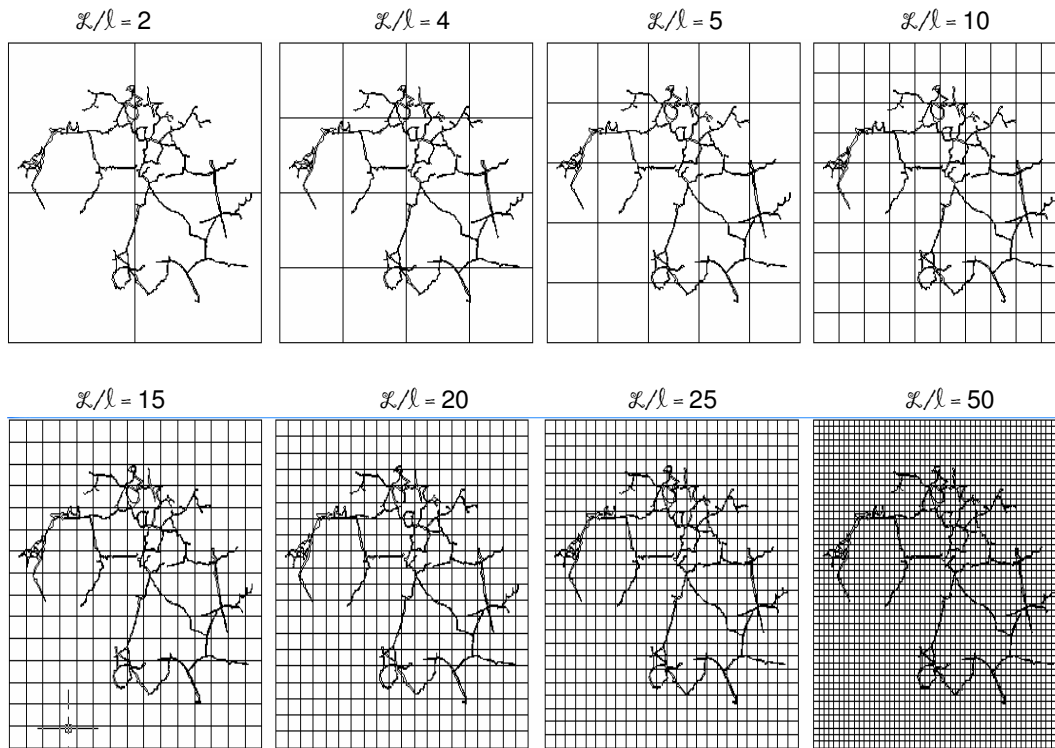 ℒ/l = 2
ℒ/l = 4
ℒ/l = 5
ℒ/l = 10
ℒ/l = 15
ℒ/l = 20
ℒ/l = 25
ℒ/l = 50